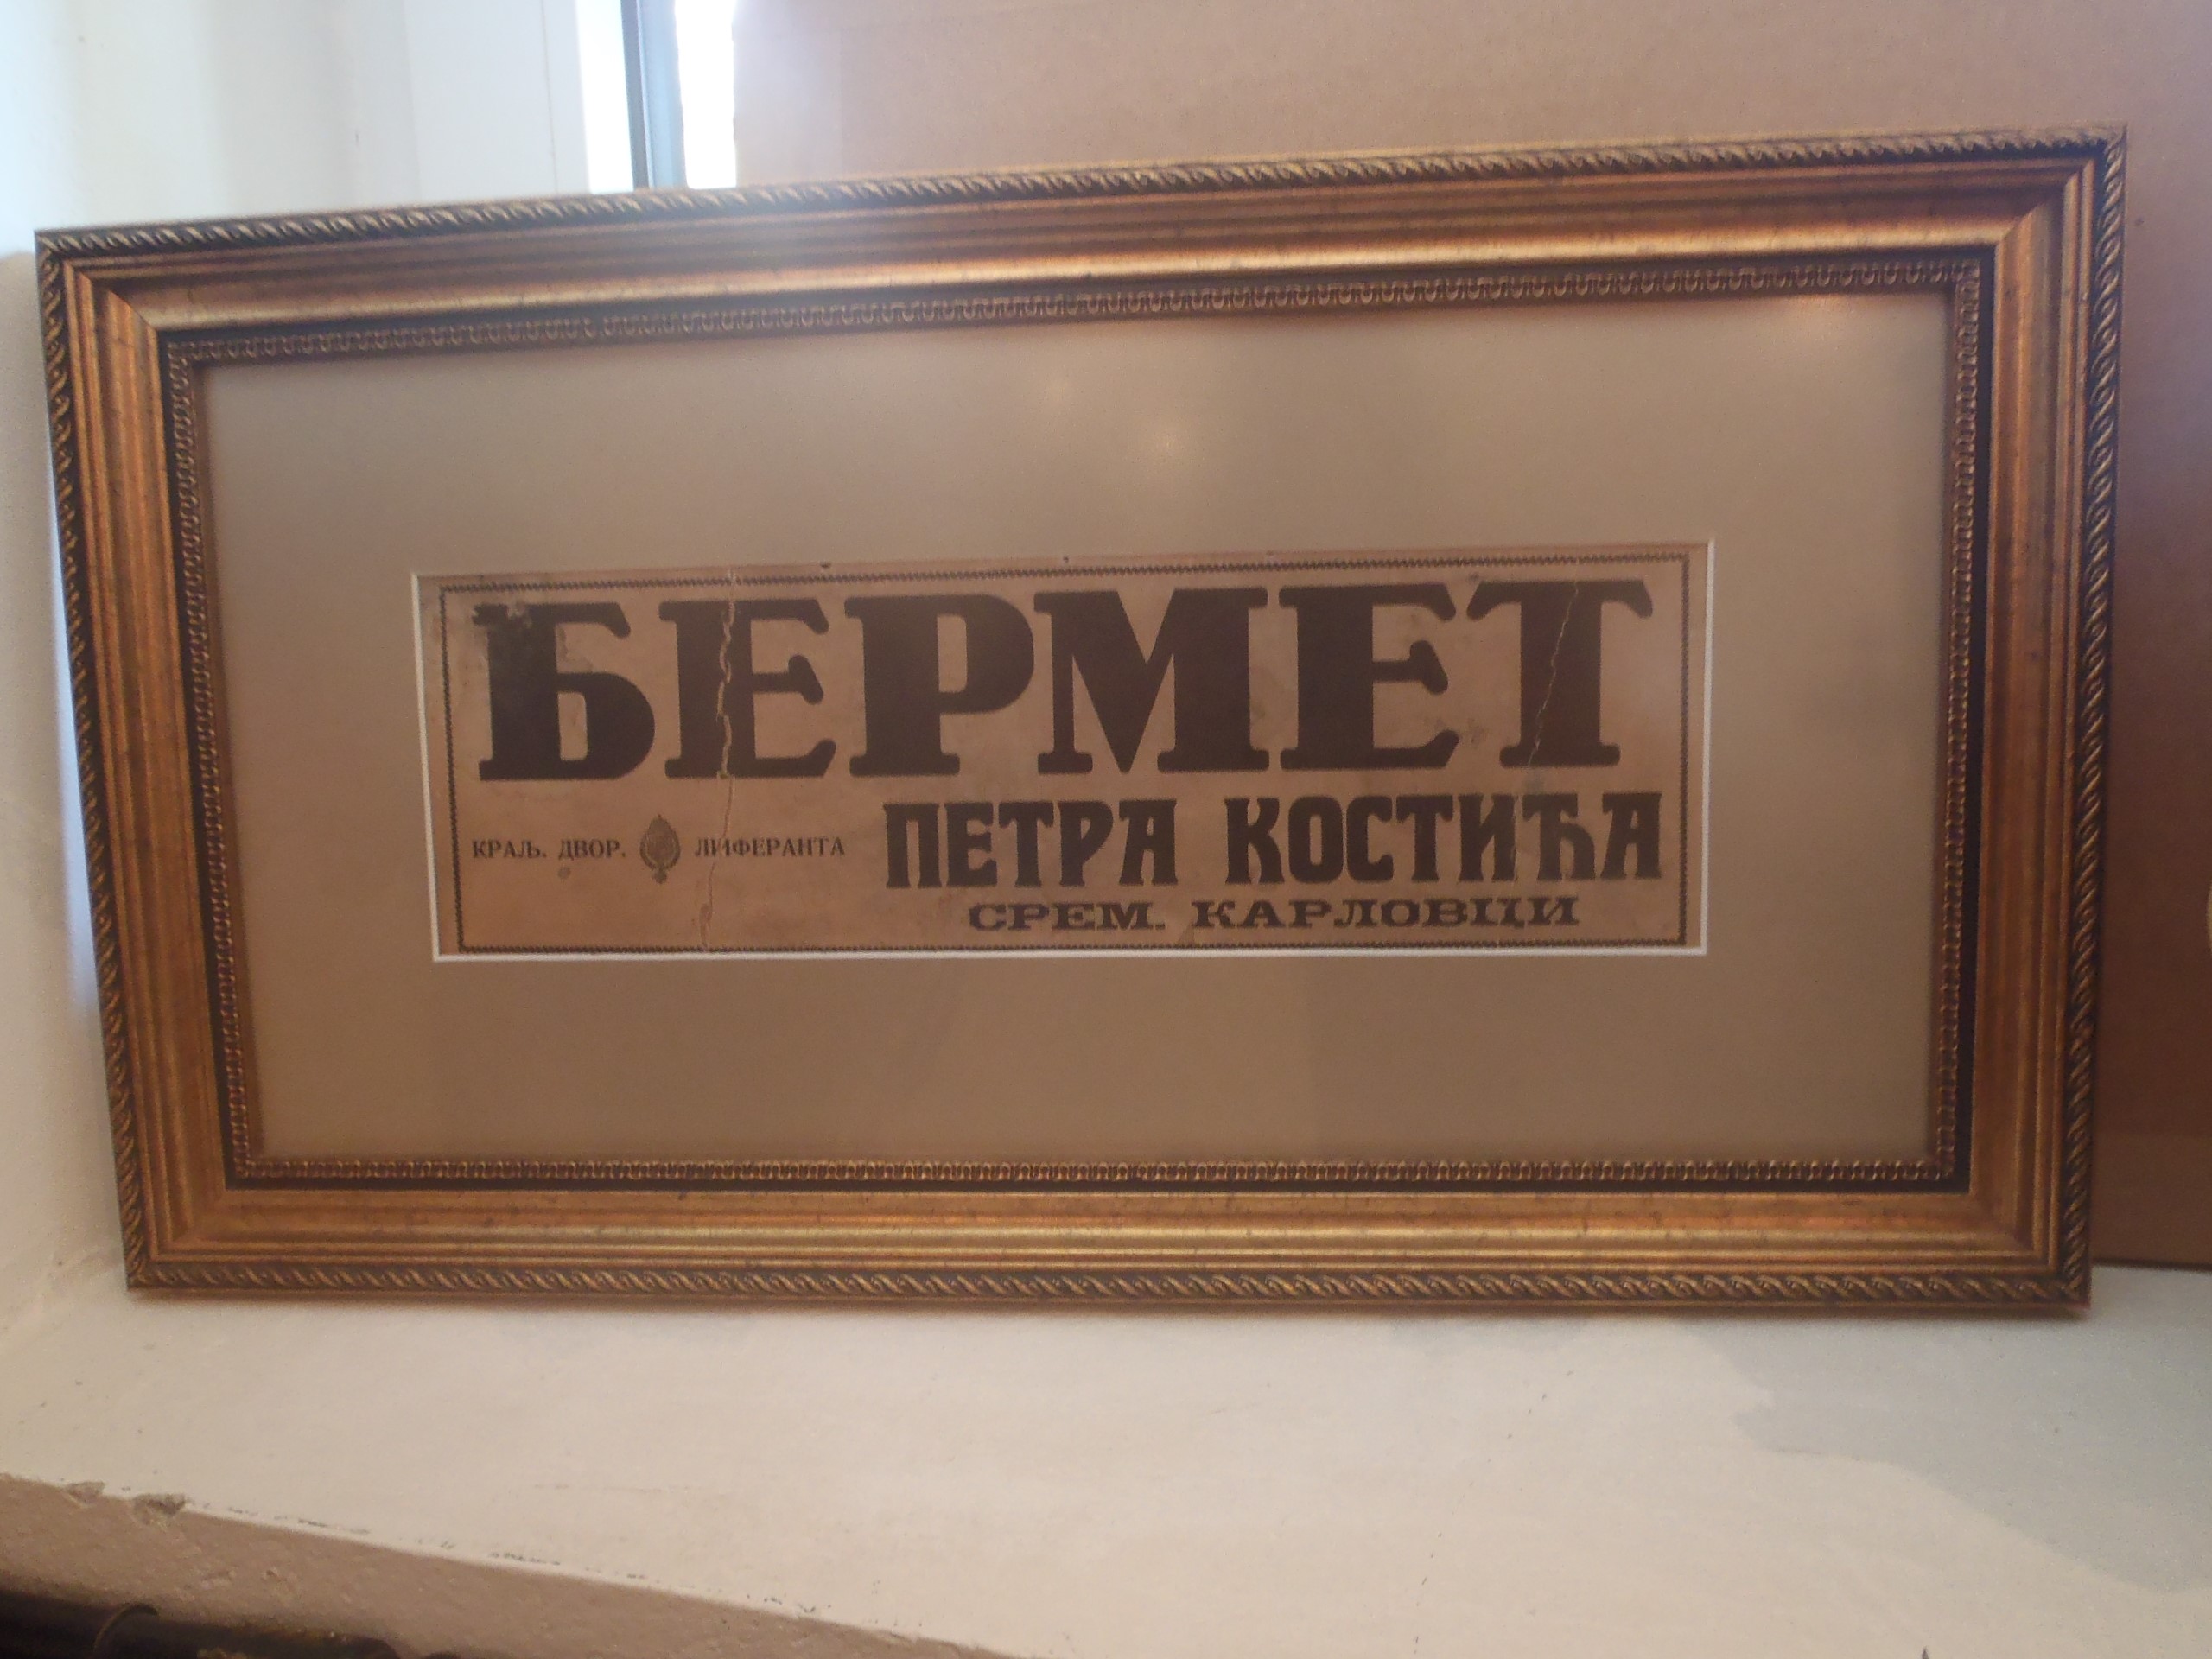 БЕРМЕТ
КРАЉ. ДВОР. ЛИФЕРАНТА ПЕТРА КОСТИЋА
СРЕМ. КАРЛОВЦИ